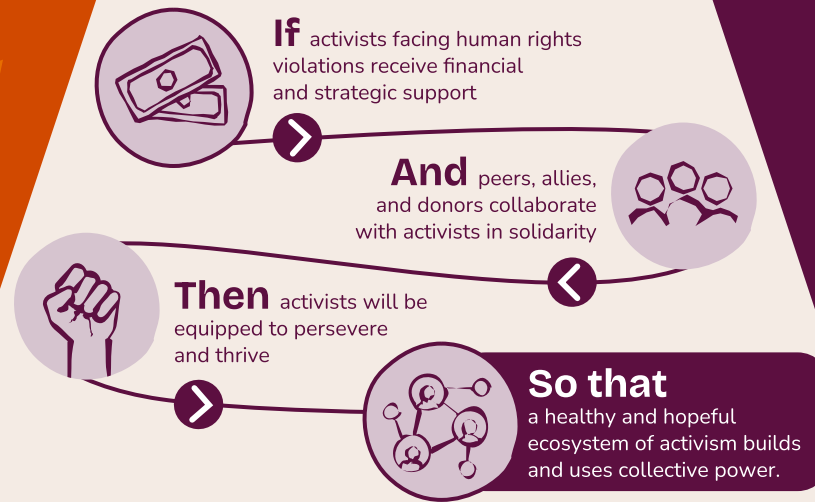 If activists facing human rights
violations receive financial
and strategic support
And peers, allies,
and donors collaborate
with activists in solidarity
Then activists will be
equipped to persevere
and thrive
So that
a healthy and hopeful
ecosystem of activism builds
and uses collective power.